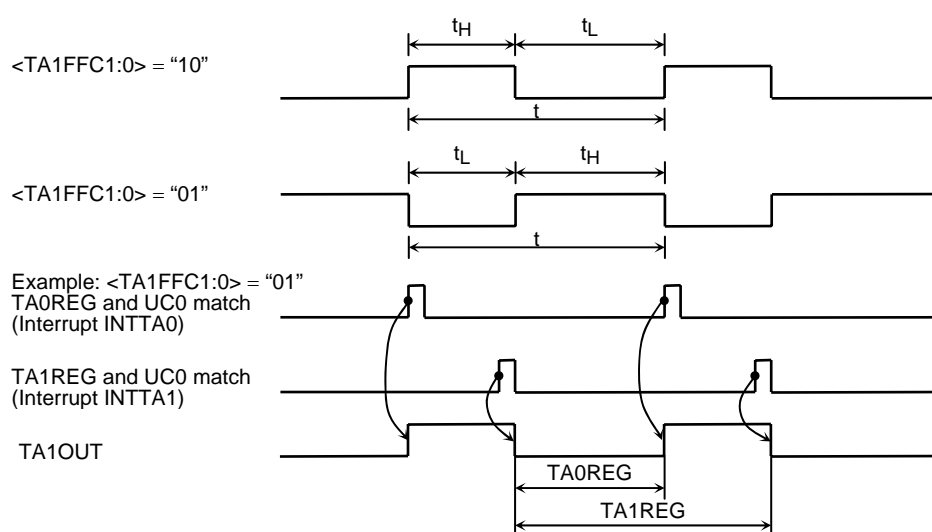 tH
tL
<TA1FFC1:0> = “10”
t
tL
tH
<TA1FFC1:0> = “01”
t
Example: <TA1FFC1:0> = “01”
TA0REG and UC0 match
(Interrupt INTTA0)
TA1REG and UC0 match
(Interrupt INTTA1)
TA1OUT
TA0REG
TA1REG